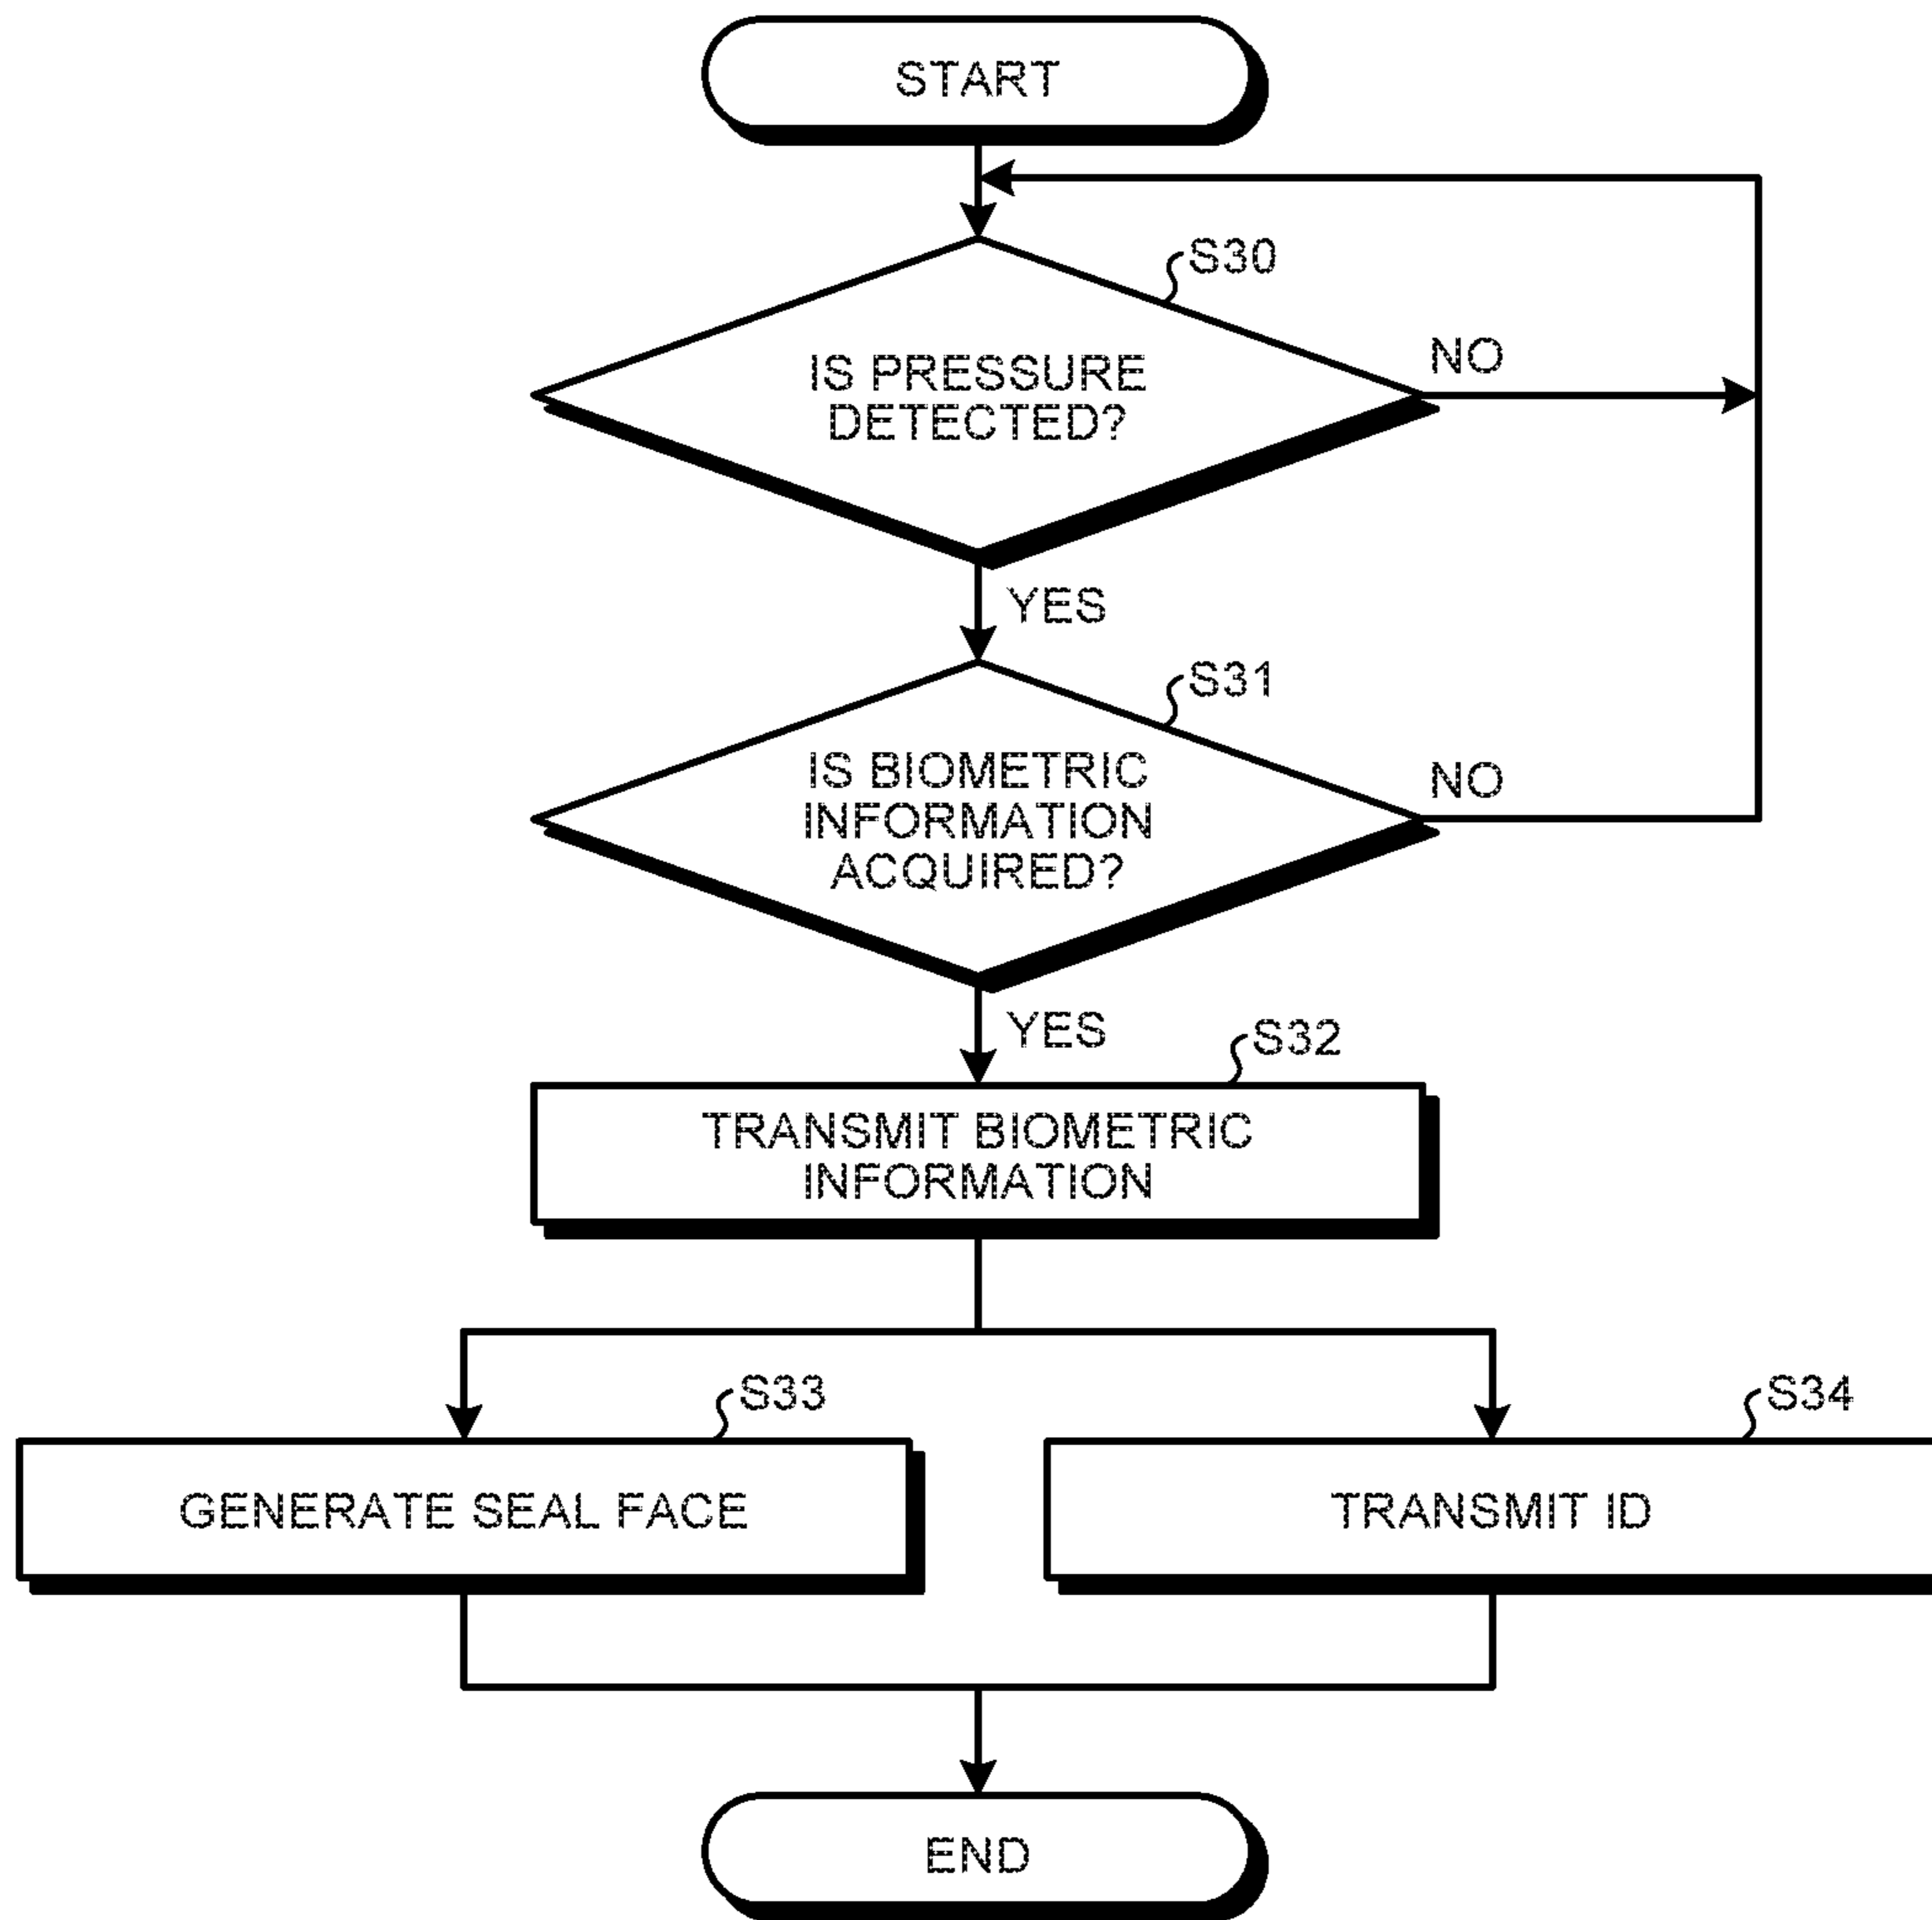 START
S30
IS PRESSURE
DETECTED?
NO
YES
S31
IS BIOMETRIC
INFORMATION
ACQUIRED?
NO
YES
S32
TRANSMIT BIOMETRIC
INFORMATION
S33
GENERATE SEAL FACE
S34
TRANSMIT ID
END